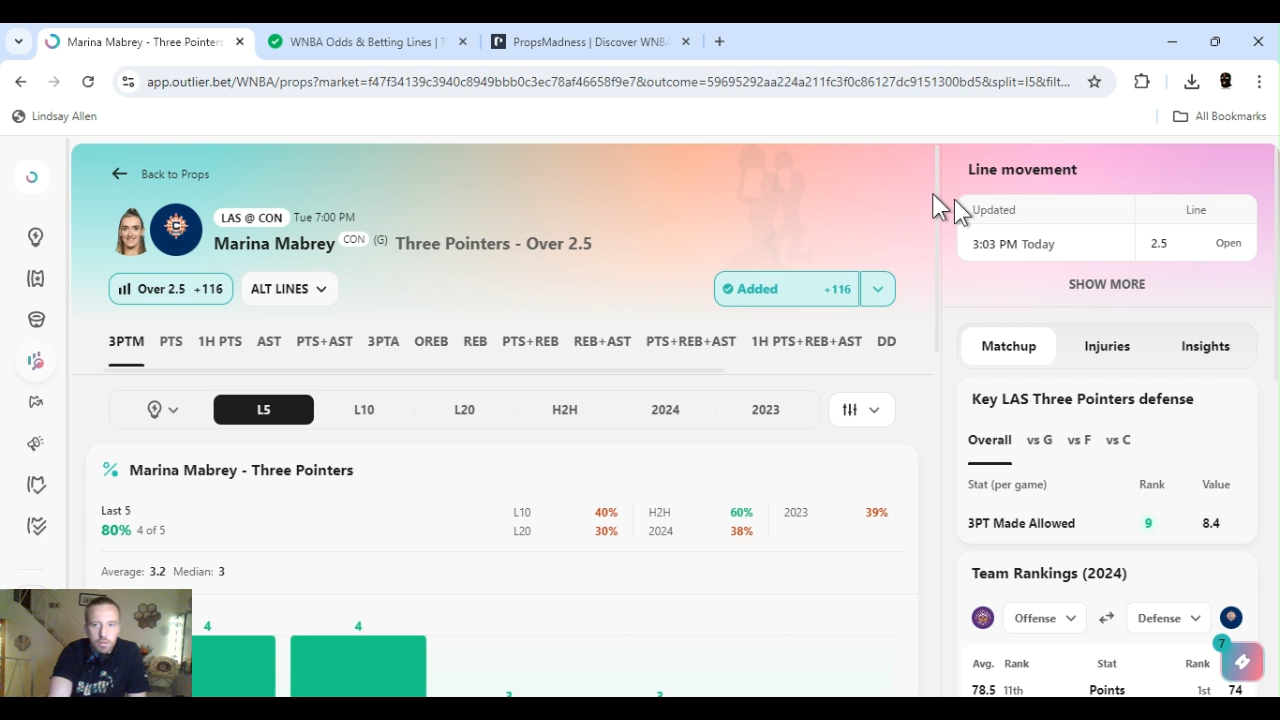 Marina Mabrey - Three Pointers
WNBA Odds & Betting Lines | T
PropsMadness | Discover WNBA
app.outlier.bet/WNBA/props?market=f47f34139c3940c8949bbb0c3ec78af46658f9e7&outcome=59695292aa224a211fc3f0c86127dc9151300bd5&split=l5&filt...
Lindsay Allen
All Bookmarks
Back to Props
LAS @ CON Tue 7:00 PM
Marina Mabrey CON (G) Three Pointers - Over 2.5
Over 2.5 +116
ALT LINES
Added +116
3PTM PTS 1H PTS AST PTS+AST 3PTA OREB REB PTS+REB REB+AST PTS+REB+AST 1H PTS+REB+AST DD
L5 L10 L20 H2H 2024 2023
Marina Mabrey - Three Pointers
Last 5
80% 4 of 5
L10 40% H2H 60% 2023 39%
L20 30% 2024 38%
Average: 3.2 Median: 3
4 4 3 3
Line movement
Updated Line
3:03 PM Today 2.5 Open
SHOW MORE
Matchup Injuries Insights
Key LAS Three Pointers defense
Overall vs G vs F vs C
Stat (per game) Rank Value
3PT Made Allowed 9 8.4
Team Rankings (2024)
Offense Defense
7
Avg. Rank Stat Rank
78.5 11th Points 1st 74